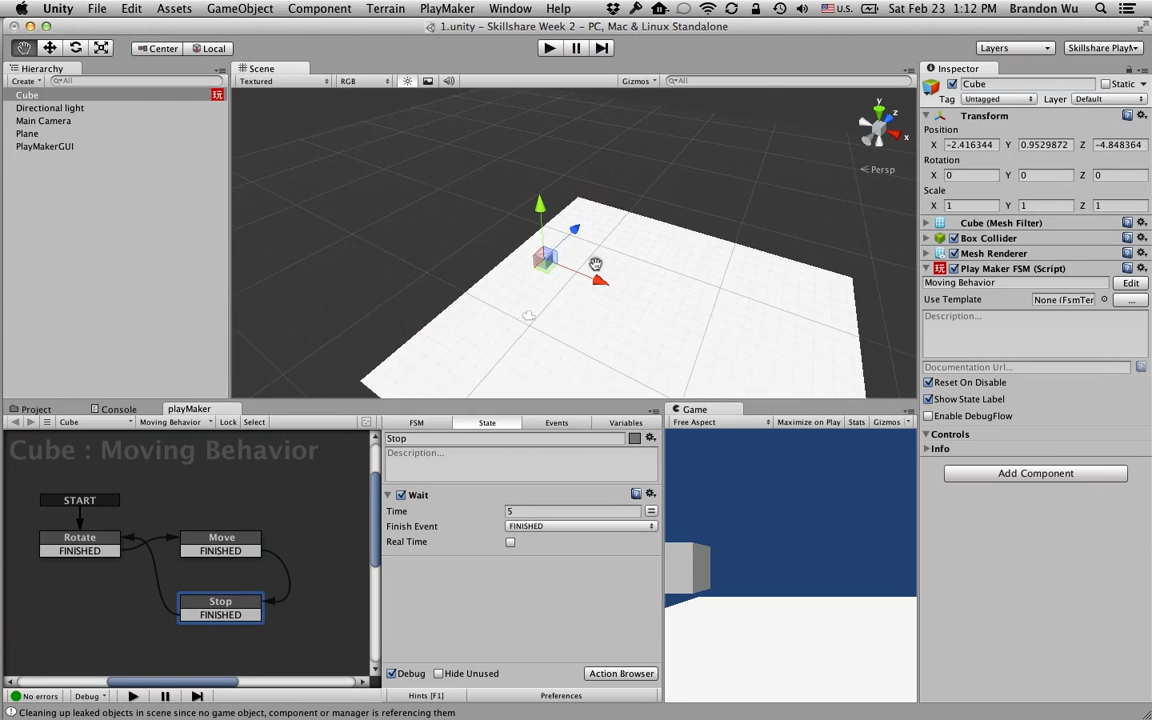 Unity File Edit Assets GameObject Component Terrain PlayMaker Window Help U.S. Sat Feb 23 1:12 PM Brandon Wu
1.unity - Skillshare Week 2 - PC, Mac & Linux Standalone
Center Local Layers Skillshare PlayM
Hierarchy
Create All
Cube 玩
Directional light
Main Camera
Plane
PlayMakerGUI
Scene
Textured RGB Gizmos All
y
z
x
Persp
Inspector
Cube Static
Tag Untagged Layer Default
Transform
Position
X -2.416344 Y 0.9529872 Z -4.848364
Rotation
X 0 Y 0 Z 0
Scale
X 1 Y 1 Z 1
Cube (Mesh Filter)
Box Collider
Mesh Renderer
玩 Play Maker FSM (Script)
Moving Behavior Edit
Use Template None (FsmTer ...
Description...
Documentation Url...
Reset On Disable
Show State Label
Enable DebugFlow
Controls
Info
Add Component
Project Console playMaker
Cube Moving Behavior Lock Select
Cube : Moving Behavior
START
Rotate
FINISHED
Move
FINISHED
Stop
FINISHED
No errors Debug
FSM State Events Variables
Stop
Description...
Wait
Time 5
Finish Event FINISHED
Real Time
Debug Hide Unused Action Browser
Hints [F1] Preferences
Game
Free Aspect Maximize on Play Stats Gizmos
Cleaning up leaked objects in scene since no game object, component or manager is referencing them